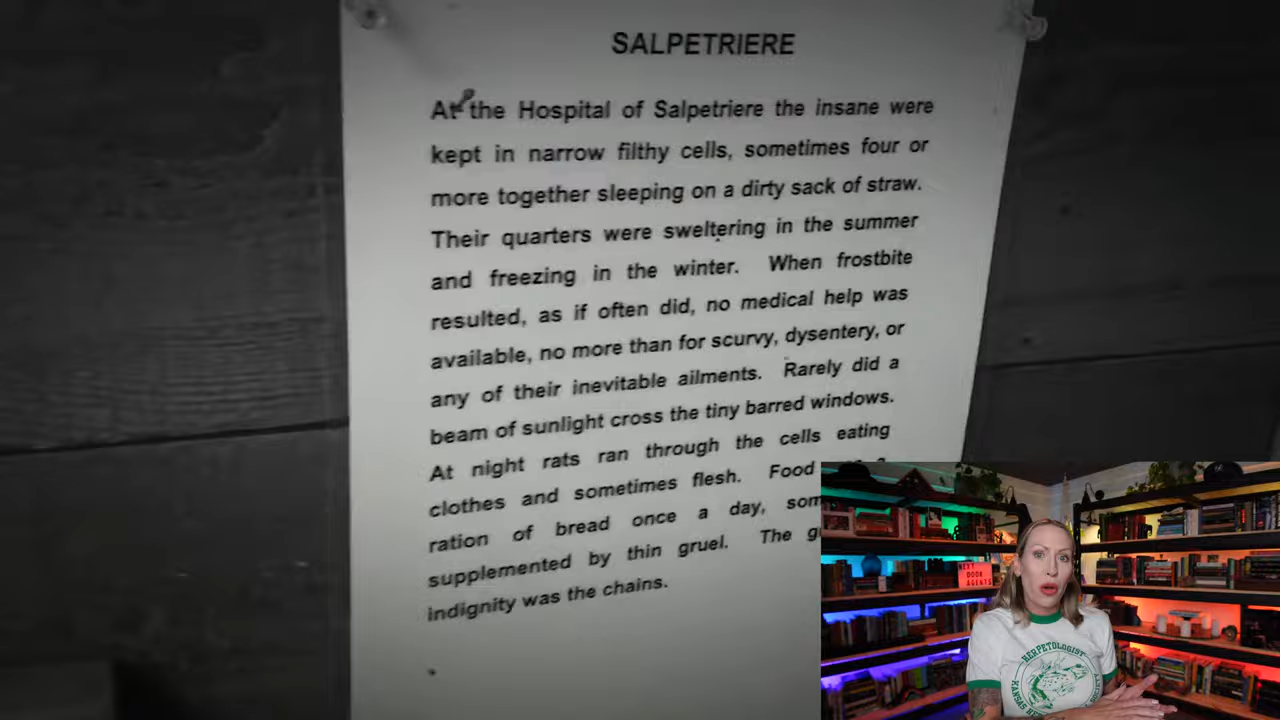 SALPETRIERE
At the Hospital of Salpetriere the insane were
kept in narrow filthy cells, sometimes four or
more together sleeping on a dirty sack of straw.
Their quarters were sweltering in the summer
and freezing in the winter. When frostbite
resulted, as if often did, no medical help was
available, no more than for scurvy, dysentery, or
any of their inevitable ailments. Rarely did a
beam of sunlight cross the tiny barred windows.
At night rats ran through the cells eating
clothes and sometimes flesh. Food
ration of bread once a day,
supplemented by thin gruel. The
indignity was the chains.
NEXT
DOOR
AGENTS
HERPETOLOGIST
KANSAS